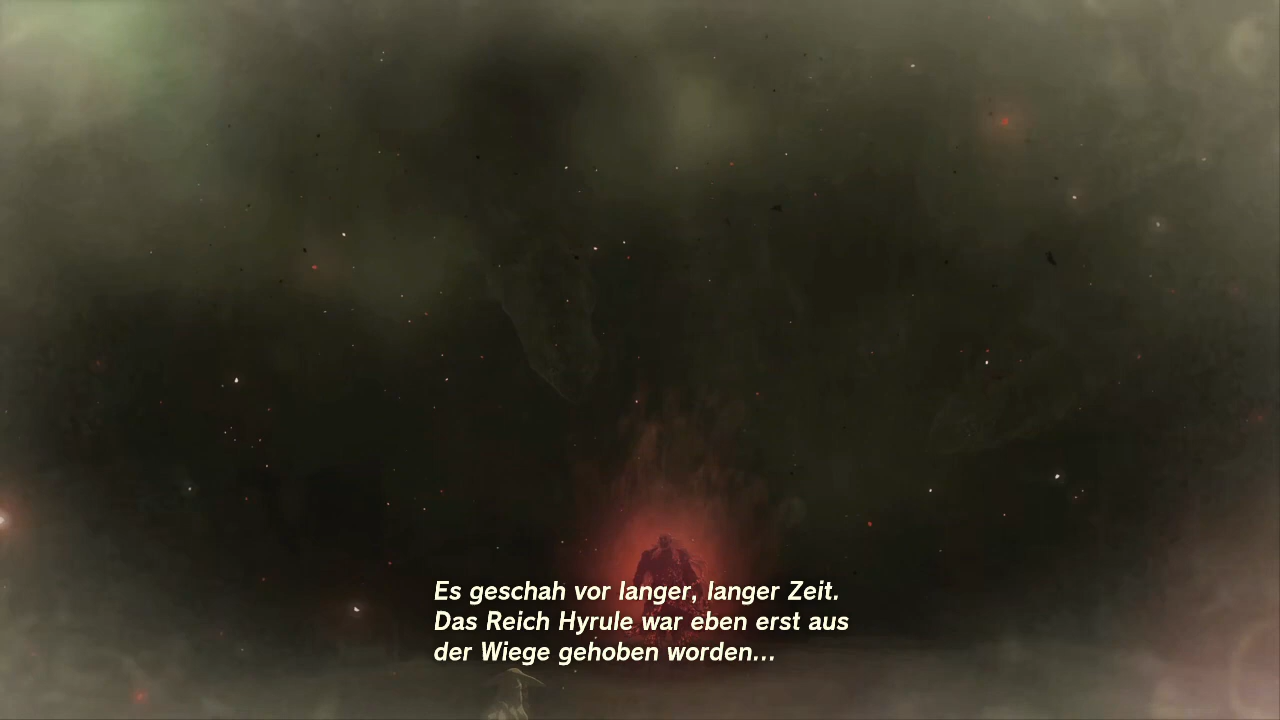 Es geschah vor langer, langer Zeit.
Das Reich Hyrule war eben erst aus
der Wiege gehoben worden...